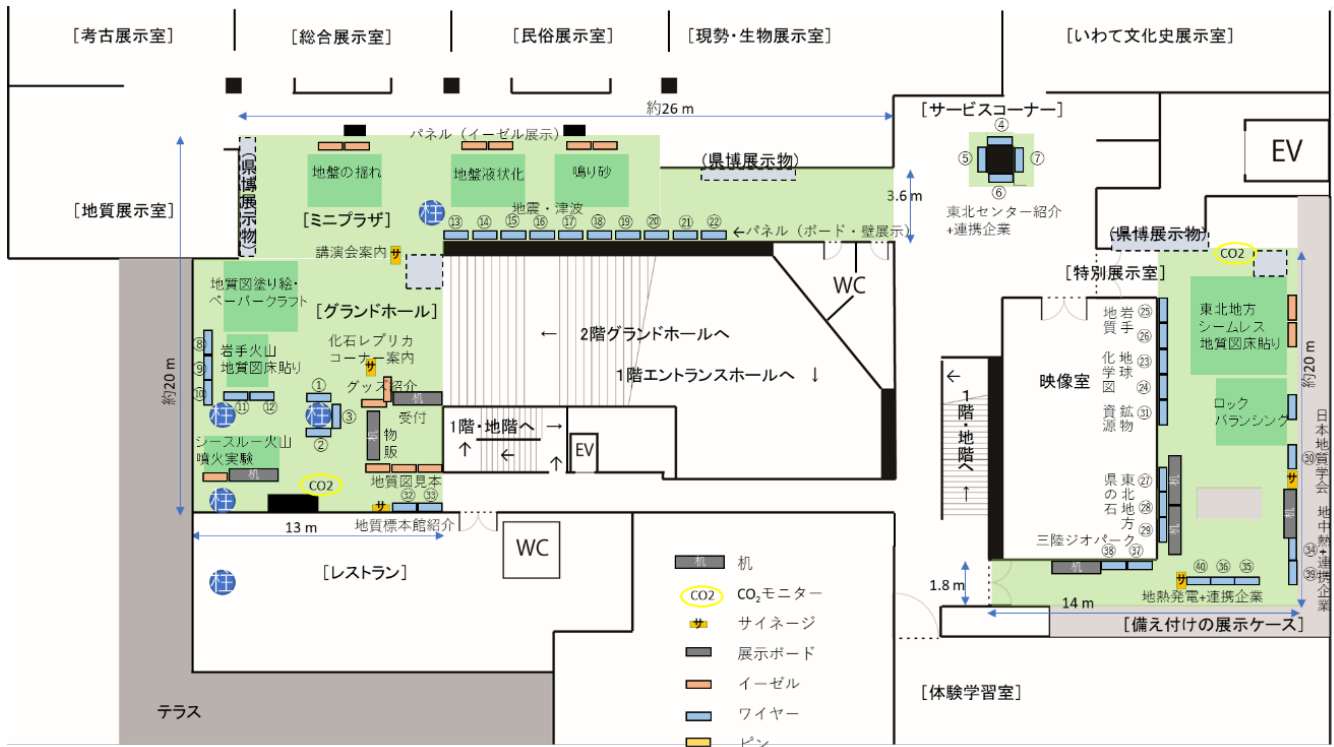 [考古展示室]
[総合展示室]
[民俗展示室]
[現勢・生物展示室]
[いわて文化史展示室]
約26 m
[サービスコーナー]
④
⑤
⑦
⑥
東北センター紹介
+連携企業
EV
パネル（イーゼル展示）
地盤の揺れ
地盤液状化
鳴り砂
(県博展示物)
(県博展示物)
3.6 m
[地質展示室]
[ミニプラザ]
柱
地震・津波
⑬ ⑭ ⑮ ⑯ ⑰ ⑱ ⑲ ⑳ ㉑ ㉒
←パネル（ボード・壁展示）
講演会案内
サ
WC
(県博展示物)
CO2
[特別展示室]
地質図塗り絵・
ペーパークラフト
[グランドホール]
← 2階グランドホールへ
1階エントランスホールへ ↓
化石レプリカ
コーナー案内
サ
⑧
⑨
⑩
岩手火山
地質図床貼り
⑪ ⑫
①
③
②
柱
柱
グッズ紹介
机
受付
机
物販
約20 m
シースルー火山
噴火実験
机
柱
CO2
地質図見本
サ
㉜ ㉝
地質標本館紹介
13 m
1階・地階へ →
↑ ← ↑
EV
WC
[レストラン]
柱
テラス
←
1階・地階へ
→
映像室
岩手地質
㉕
㉖
地球化学図
㉓
㉔
鉱物資源
㉛
東北地方県の石
㉗
㉘
㉙
机
机
東北地方
シームレス
地質図床貼り
ロック
バランシング
約20 m
㉚
サ
机
㉞
㊴
日本地質学会 地中熱+連携企業
三陸ジオパーク
机
㊳ ㊲
サ
㊵ ㊱ ㉟
地熱発電+連携企業
1.8 m
14 m
[備え付けの展示ケース]
[体験学習室]
机 机
CO2 CO₂モニター
サ サイネージ
展示ボード
イーゼル
ワイヤー
ピン